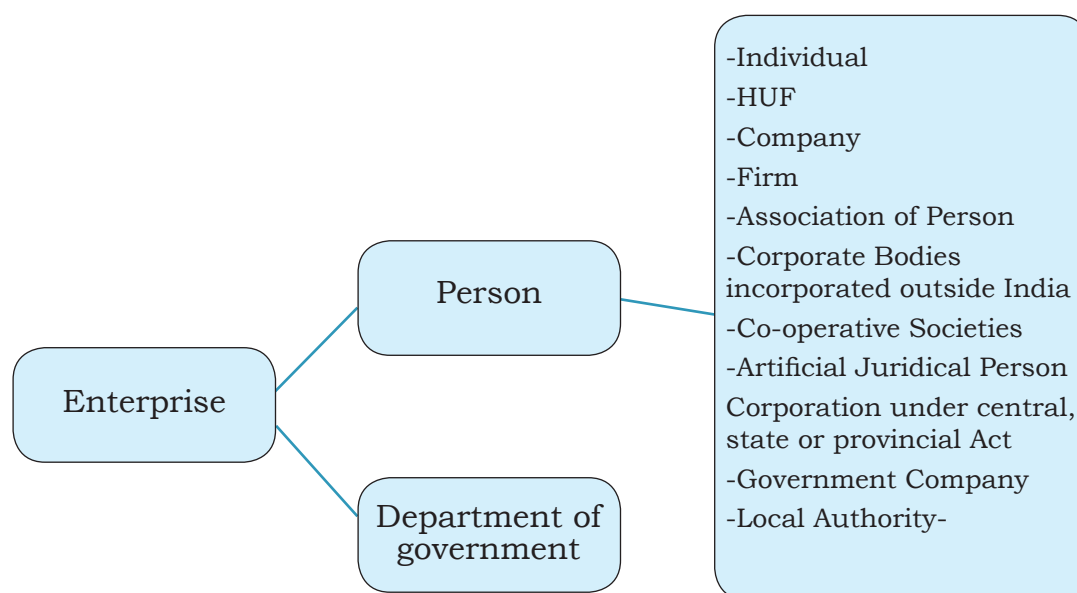 Enterprise
Person
Department of
government
-Individual
-HUF
-Company
-Firm
-Association of Person
-Corporate Bodies
incorporated outside India
-Co-operative Societies
-Artificial Juridical Person
Corporation under central,
state or provincial Act
-Government Company
-Local Authority-